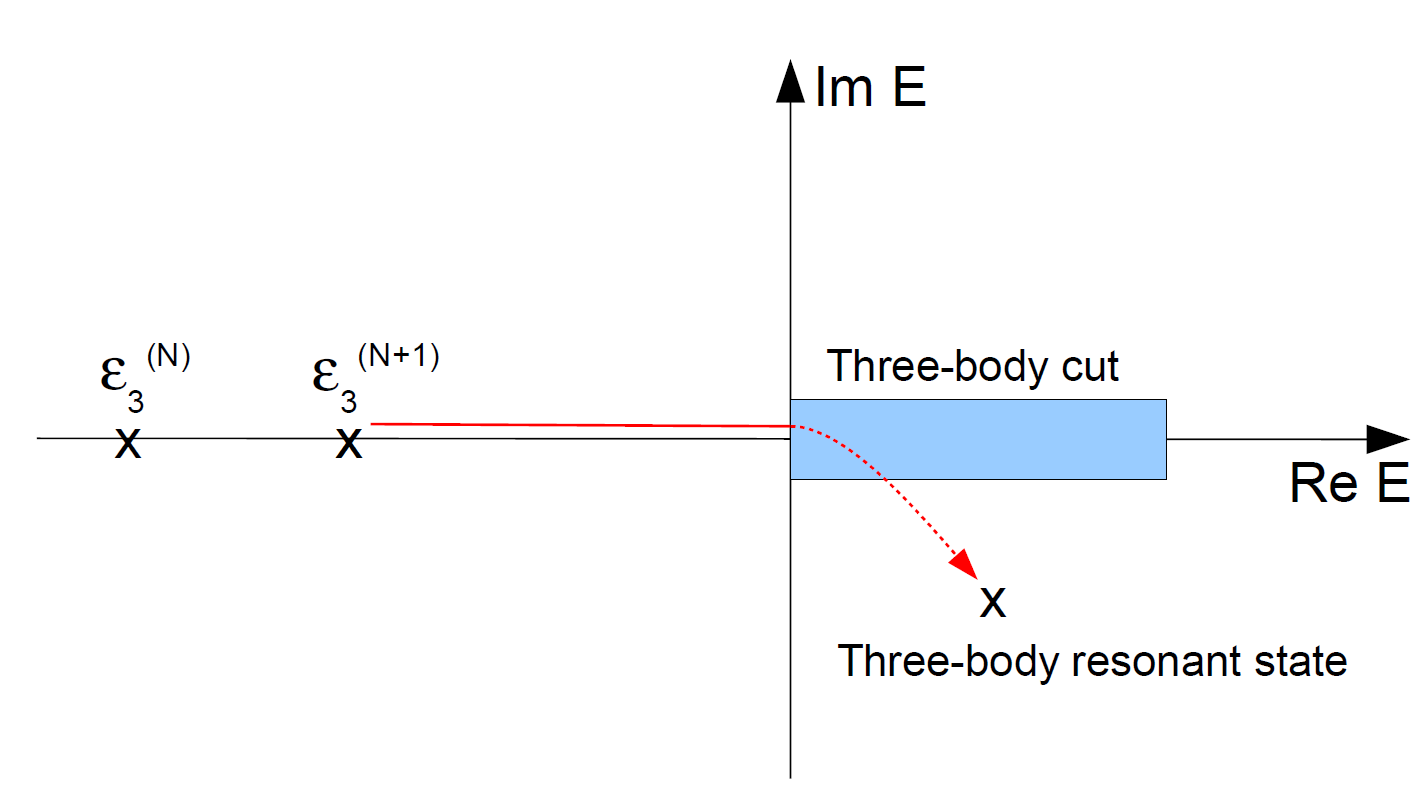 Im E
Three-body cut
ε₃⁽ᴺ⁾
x
ε₃⁽ᴺ⁺¹⁾
x
Re E
x
Three-body resonant state